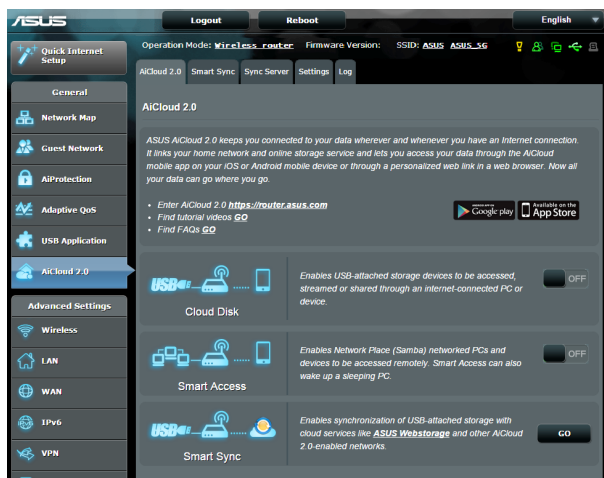 ASUS
Logout
Reboot
English
Quick Internet
Setup
Operation Mode: Wireless router Firmware Version: SSID: ASUS ASUS_5G
AiCloud 2.0
Smart Sync
Sync Server
Settings
Log
General
Network Map
Guest Network
AiProtection
Adaptive QoS
USB Application
AiCloud 2.0
Advanced Settings
Wireless
LAN
WAN
IPv6
VPN
AiCloud 2.0
ASUS AiCloud 2.0 keeps you connected to your data wherever and whenever you have an Internet connection.
It links your home network and online storage service and lets you access your data through the AiCloud
mobile app on your iOS or Android mobile device or through a personalized web link in a web browser. Now all
your data can go where you go.
• Enter AiCloud 2.0 https://router.asus.com
• Find tutorial videos GO
• Find FAQs GO
Google play
Available on the
App Store
USB
Cloud Disk
Enables USB-attached storage devices to be accessed,
streamed or shared through an internet-connected PC or
device.
OFF
Smart Access
Enables Network Place (Samba) networked PCs and
devices to be accessed remotely. Smart Access can also
wake up a sleeping PC.
OFF
USB
Smart Sync
Enables synchronization of USB-attached storage with
cloud services like ASUS Webstorage and other AiCloud
2.0-enabled networks.
GO